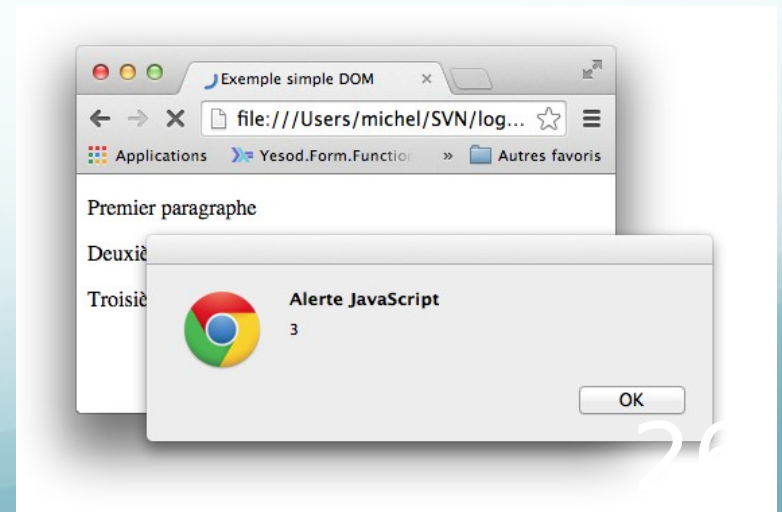 Exemple simple DOM
file:///Users/michel/SVN/log...
Applications Yesod.Form.Function » Autres favoris
Premier paragraphe
Deuxiè
Troisiè
Alerte JavaScript
3
OK
26